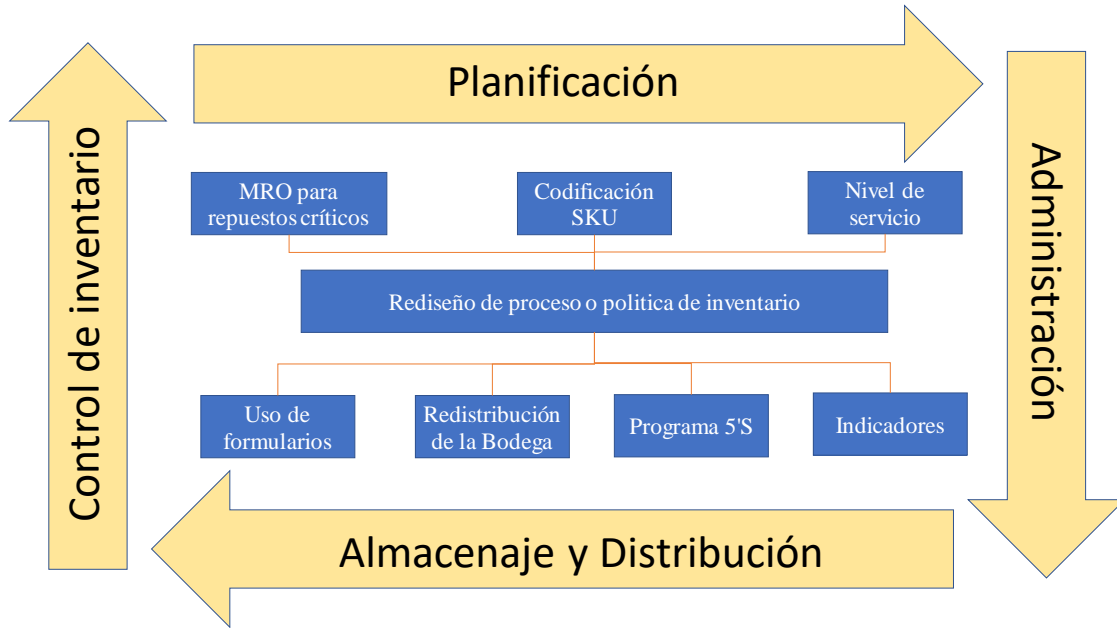 Planificación
Control de inventario
Administración
MRO para
repuestos críticos
Codificación
SKU
Nivel de
servicio
Rediseño de proceso o politica de inventario
Uso de
formularios
Redistribución
de la Bodega
Programa 5'S
Indicadores
Almacenaje y Distribución